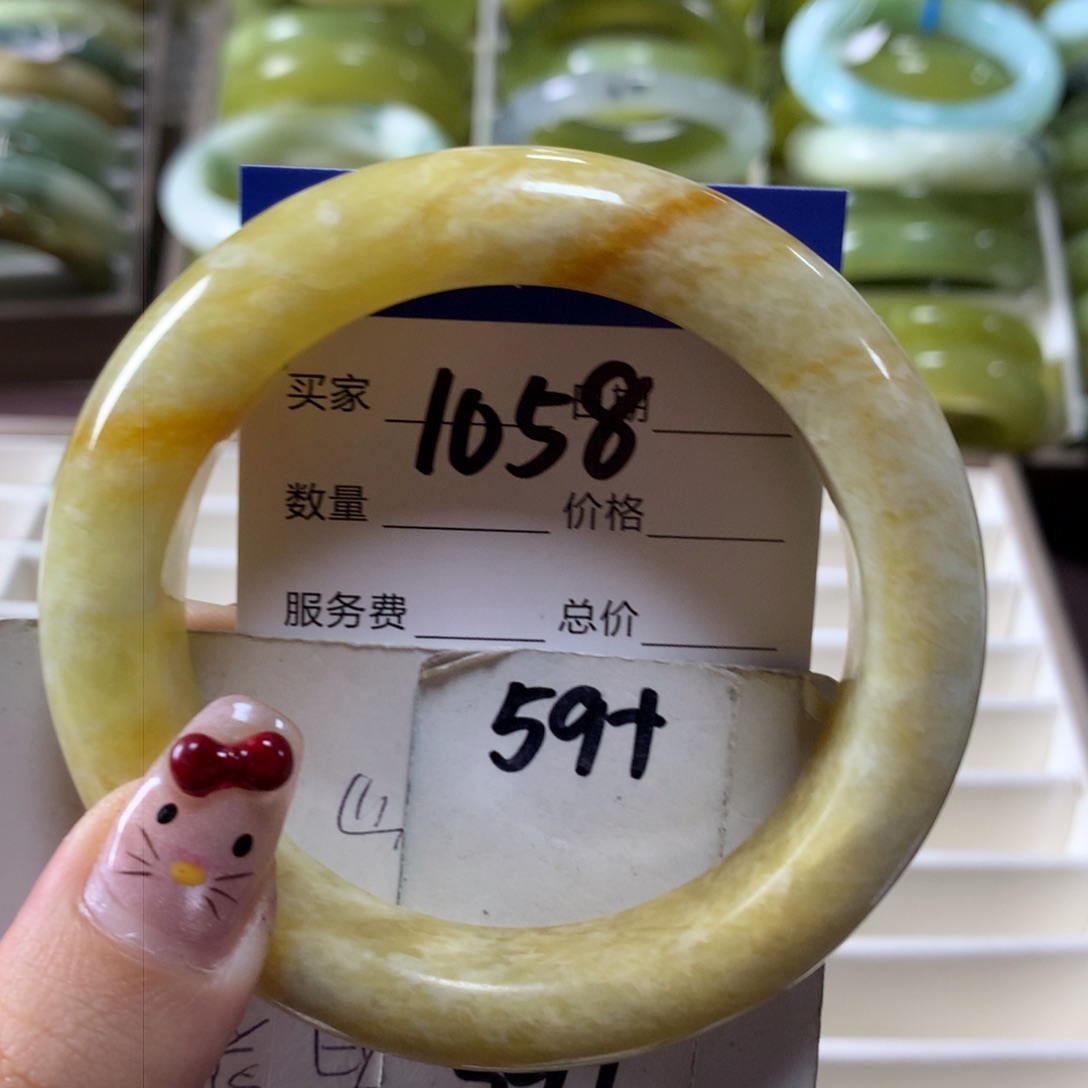 买家 1058 日期
数量 价格
服务费 总价
59+